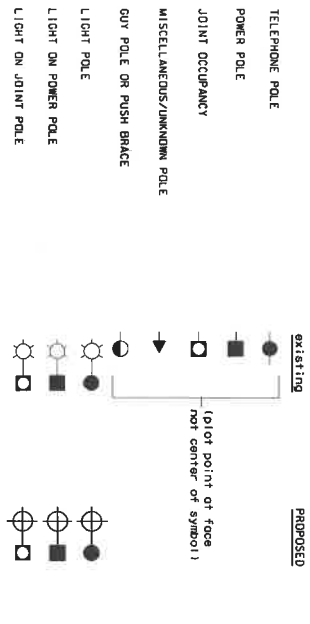 existing PROPOSED
TELEPHONE POLE
POWER POLE
JOINT OCCUPANCY
(plot point at face
not center of symbol)
MISCELLANEOUS/UNKNOWN POLE
GUY POLE OR PUSH BRACE
LIGHT POLE
LIGHT ON POWER POLE
LIGHT ON JOINT POLE